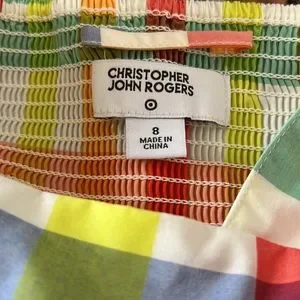 CHRISTOPHER
JOHN ROGERS
8
MADE IN
CHINA